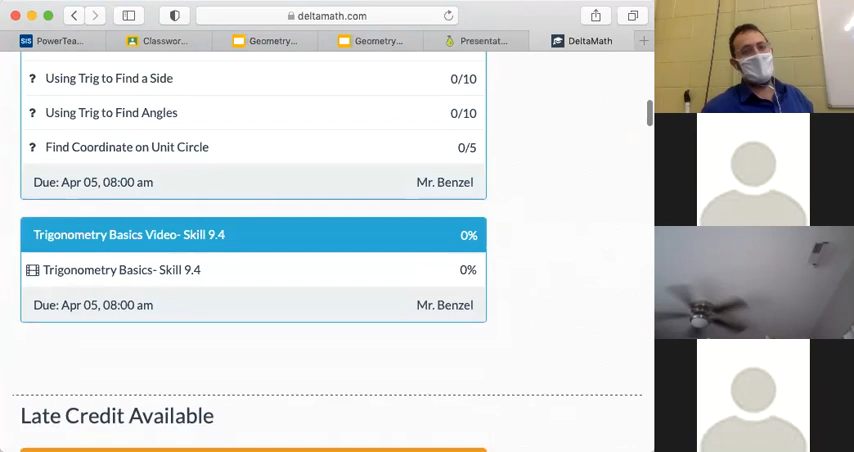 deltamath.com
SIS PowerTea... Classwor... Geometry... Geometry... Presentat... DeltaMath
? Using Trig to Find a Side 0/10
? Using Trig to Find Angles 0/10
? Find Coordinate on Unit Circle 0/5
Due: Apr 05, 08:00 am Mr. Benzel
Trigonometry Basics Video- Skill 9.4 0%
Trigonometry Basics- Skill 9.4 0%
Due: Apr 05, 08:00 am Mr. Benzel
Late Credit Available